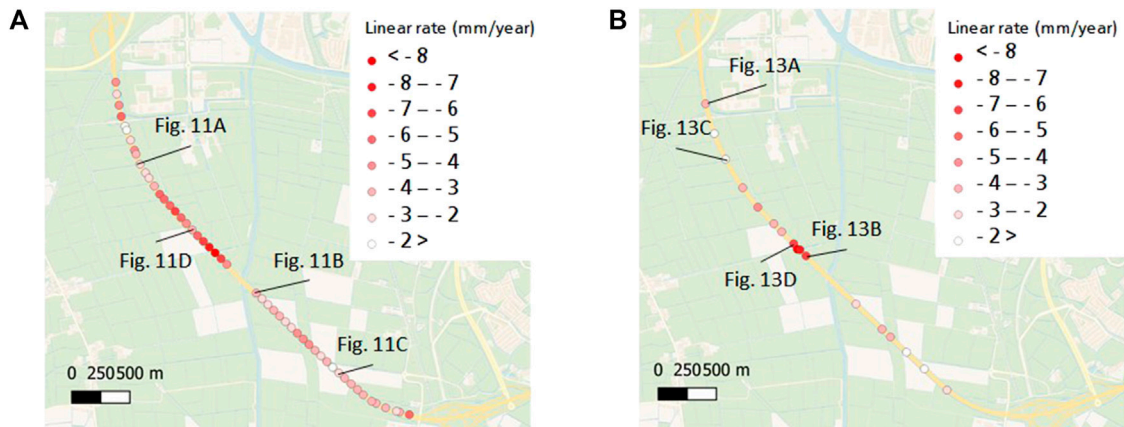 A
Linear rate (mm/year)
< - 8
- 8 – - 7
- 7 – - 6
- 6 – - 5
- 5 – - 4
- 4 – - 3
- 3 – - 2
- 2 >
Fig. 11A
Fig. 11D
Fig. 11B
Fig. 11C
0 250500 m
B
Linear rate (mm/year)
< - 8
- 8 – - 7
- 7 – - 6
- 6 – - 5
- 5 – - 4
- 4 – - 3
- 3 – - 2
- 2 >
Fig. 13A
Fig. 13C
Fig. 13B
Fig. 13D
0 250500 m